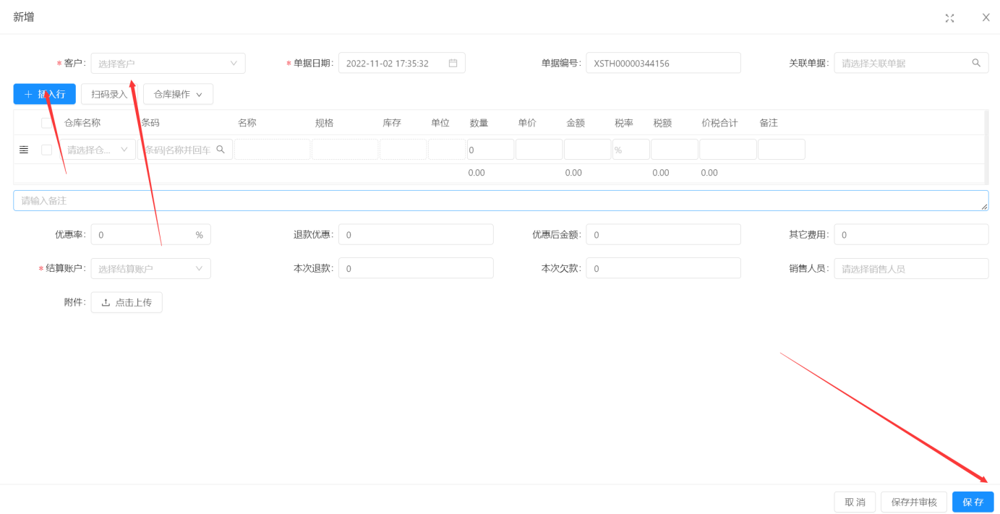 新增
* 客户: 选择客户 * 单据日期: 2022-11-02 17:35:32 单据编号: XSTH00000344156 关联单据: 请选择关联单据
+ 插入行 扫码录入 仓库操作
仓库名称 条码 名称 规格 库存 单位 数量 单价 金额 税率 税额 价税合计 备注
请选择仓... 条码|名称并回车 0 %
0.00 0.00 0.00 0.00
请输入备注
优惠率: 0 % 退款优惠: 0 优惠后金额: 0 其它费用: 0
* 结算账户: 选择结算账户 本次退款: 0 本次欠款: 0 销售人员: 请选择销售人员
附件: 点击上传
取消 保存并审核 保存